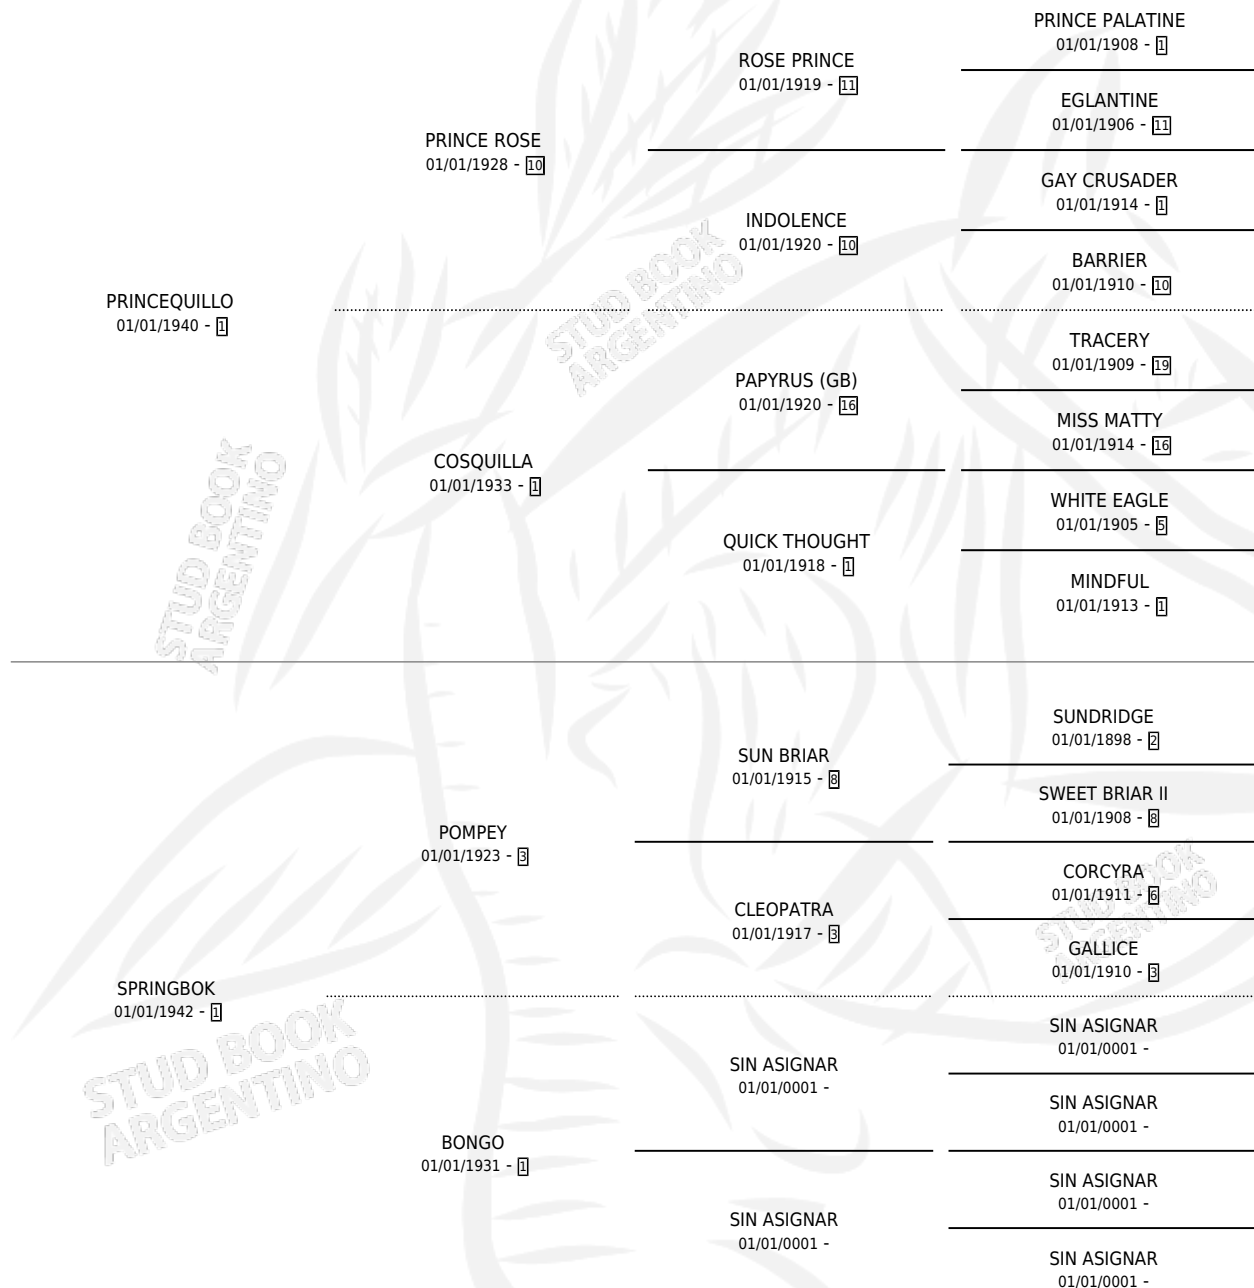 PRINCE PALATINE
01/01/1908 - 1
ROSE PRINCE
01/01/1919 - 11
EGLANTINE
01/01/1906 - 11
PRINCE ROSE
01/01/1928 - 10
GAY CRUSADER
01/01/1914 - 1
INDOLENCE
01/01/1920 - 10
BARRIER
01/01/1910 - 10
PRINCEQUILLO
01/01/1940 - 1
TRACERY
01/01/1909 - 19
PAPYRUS (GB)
01/01/1920 - 16
MISS MATTY
01/01/1914 - 16
COSQUILLA
01/01/1933 - 1
WHITE EAGLE
01/01/1905 - 5
QUICK THOUGHT
01/01/1918 - 1
MINDFUL
01/01/1913 - 1
STUD BOOK
ARGENTINO
STUD BOOK
ARGENTINO
SUNDRIDGE
01/01/1898 - 2
SUN BRIAR
01/01/1915 - 8
SWEET BRIAR II
01/01/1908 - 8
POMPEY
01/01/1923 - 3
CORCYRA
01/01/1911 - 6
CLEOPATRA
01/01/1917 - 3
GALLICE
01/01/1910 - 3
STUD BOOK
ARGENTINO
SPRINGBOK
01/01/1942 - 1
SIN ASIGNAR
01/01/0001 -
SIN ASIGNAR
01/01/0001 -
SIN ASIGNAR
01/01/0001 -
BONGO
01/01/1931 - 1
SIN ASIGNAR
01/01/0001 -
SIN ASIGNAR
01/01/0001 -
SIN ASIGNAR
01/01/0001 -
STUD BOOK
ARGENTINO